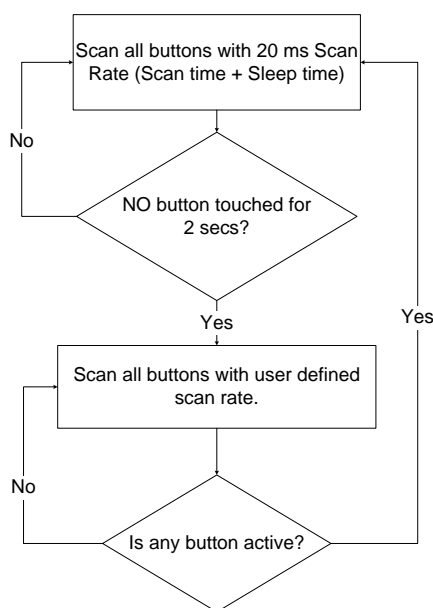 Scan all buttons with 20 ms Scan
Rate (Scan time + Sleep time)
No
NO button touched for
2 secs?
Yes
Yes
Scan all buttons with user defined
scan rate.
No
Is any button active?